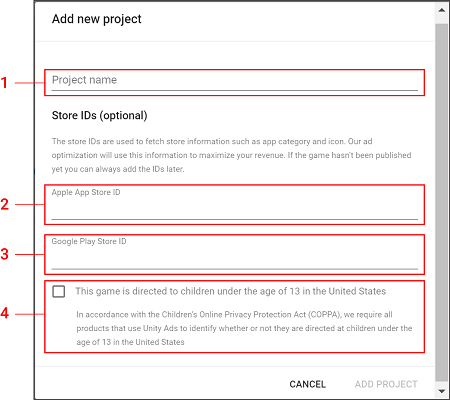 Add new project
1 Project name
Store IDs (optional)
The store IDs are used to fetch store information such as app category and icon. Our ad
optimization will use this information to maximize your revenue. If the game hasn't been published
yet you can always add the IDs later.
Apple App Store ID
2
Google Play Store ID
3
This game is directed to children under the age of 13 in the United States
4 In accordance with the Children's Online Privacy Protection Act (COPPA), we require all
products that use Unity Ads to identify whether or not they are directed at children under the
age of 13 in the United States
CANCEL ADD PROJECT